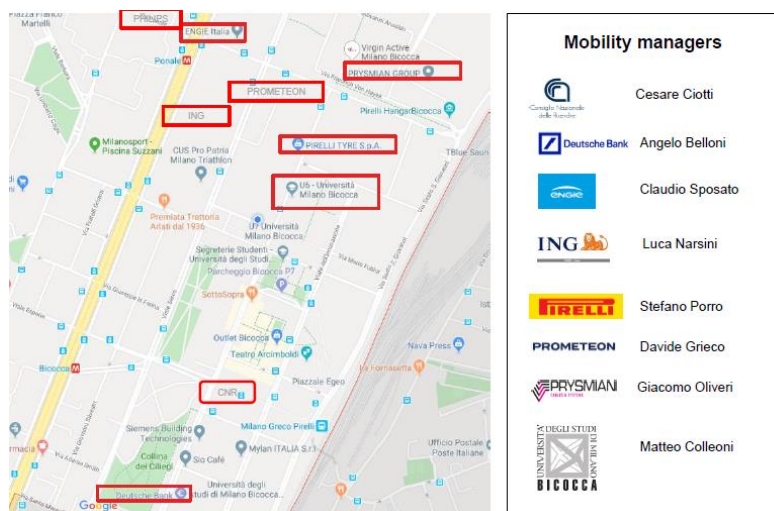 Piazza Franco
Martelli
PHILIPS
ENGIE Italia
Ponale
Virgin Active
Milano Bicocca
PRYSMIAN GROUP
PROMETEON
Pirelli HangarBicocca
ING
Milanosport -
Piscina Suzzani
CUS Pro Patria
Milano Triathlon
PIRELLI TYRE S.p.A.
TBlue Saun
U6 - Università
Milano Bicocca
Premiata Trattoria
Arlati dal 1936
U7 Università
Milano Bicocca
Segreterie Studenti -
Università degli Studi...
Parcheggio Bicocca P7
SottoSopra
Outlet Bicocca
Teatro Arcimboldi
Nava Press
La Fornasetta
Bicocca
Piazzale Egeo
CNR
Siemens Building
Technologies
Milano Greco Pirelli
Mylan ITALIA S.r.l
Collina
dei Ciliegi
Sio Café
Ufficio Postale
Poste Italiane
armacia
Deutsche Bank
Università degli
Studi di Milano Bicocca...
Google
Mobility managers
Consiglio Nazionale
delle Ricerche
Cesare Ciotti
Deutsche Bank
Angelo Belloni
ENGIE
Claudio Sposato
ING
Luca Narsini
PIRELLI
Stefano Porro
PROMETEON
Davide Grieco
PRYSMIAN
Giacomo Oliveri
UNIVERSITÀ DEGLI STUDI DI MILANO
BICOCCA
Matteo Colleoni